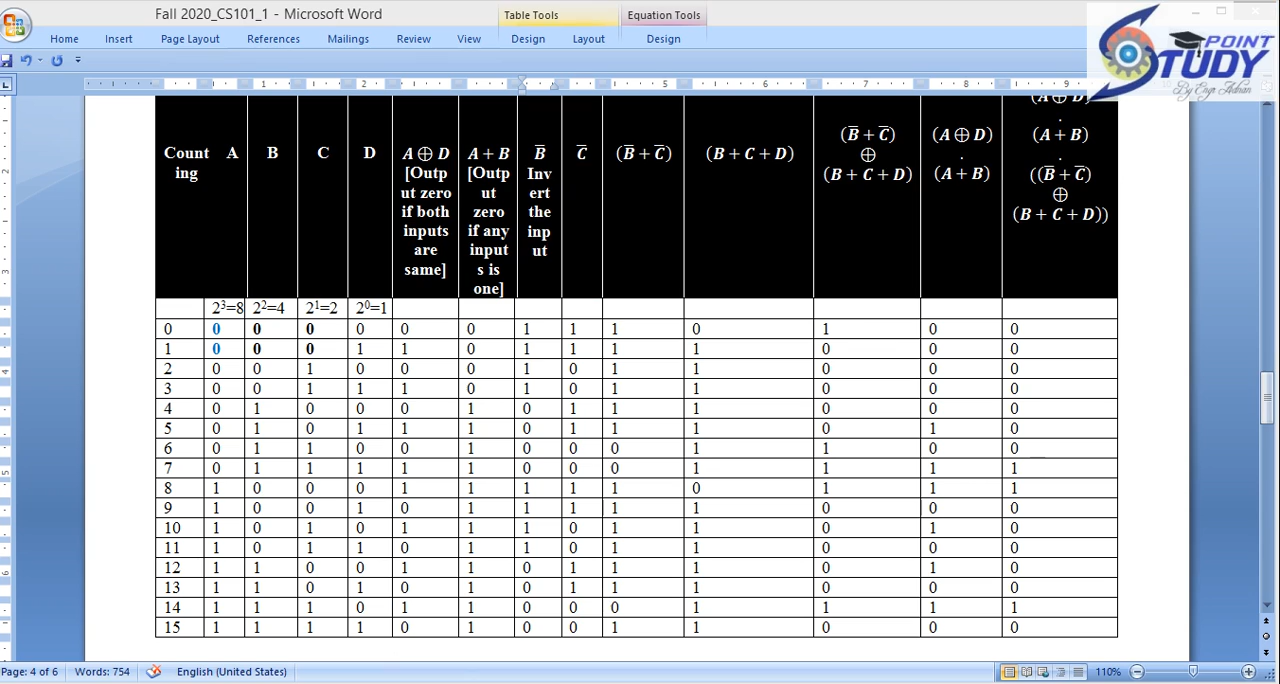 Fall 2020_CS101_1 - Microsoft Word
Table Tools
Equation Tools
Home Insert Page Layout References Mailings Review View Design Layout Design
POINT
STUDY
By Engr Adnan
1 1 2 1 5 6 7 8 9
Counting A B C D A ⊕ D [Output zero if both inputs are same] A + B [Output zero if any inputs is one] B̅ Invert the input C̅ (B̅ + C̅) (B + C + D) (B̅ + C̅) ⊕ (B + C + D) (A ⊕ D) . (A + B) (A ⊕ D) . (A + B) . ((B̅ + C̅) ⊕ (B + C + D))
2³=8 2²=4 2¹=2 2⁰=1
0 0 0 0 0 0 0 1 1 1 0 1 0 0
1 0 0 0 1 1 0 1 1 1 1 0 0 0
2 0 0 1 0 0 0 1 0 1 1 0 0 0
3 0 0 1 1 1 0 1 0 1 1 0 0 0
4 0 1 0 0 0 1 0 1 1 1 0 0 0
5 0 1 0 1 1 1 0 1 1 1 0 1 0
6 0 1 1 0 0 1 0 0 0 1 1 0 0
7 0 1 1 1 1 1 0 0 0 1 1 1 1
8 1 0 0 0 1 1 1 1 1 0 1 1 1
9 1 0 0 1 0 1 1 1 1 1 0 0 0
10 1 0 1 0 1 1 1 0 1 1 0 1 0
11 1 0 1 1 0 1 1 0 1 1 0 0 0
12 1 1 0 0 1 1 0 1 1 1 0 1 0
13 1 1 0 1 0 1 0 1 1 1 0 0 0
14 1 1 1 0 1 1 0 0 0 1 1 1 1
15 1 1 1 1 0 1 0 0 1 1 0 0 0
Page: 4 of 6 Words: 754 English (United States) 110%